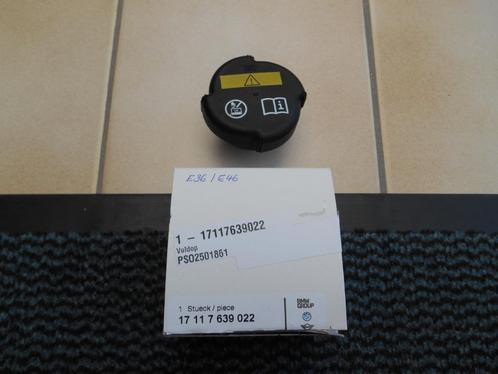 E36/E46
1 - 17117639022
Vuldop
PSO2501861
1 Stueck / piece
17 11 7 639 022
BMW
GROUP